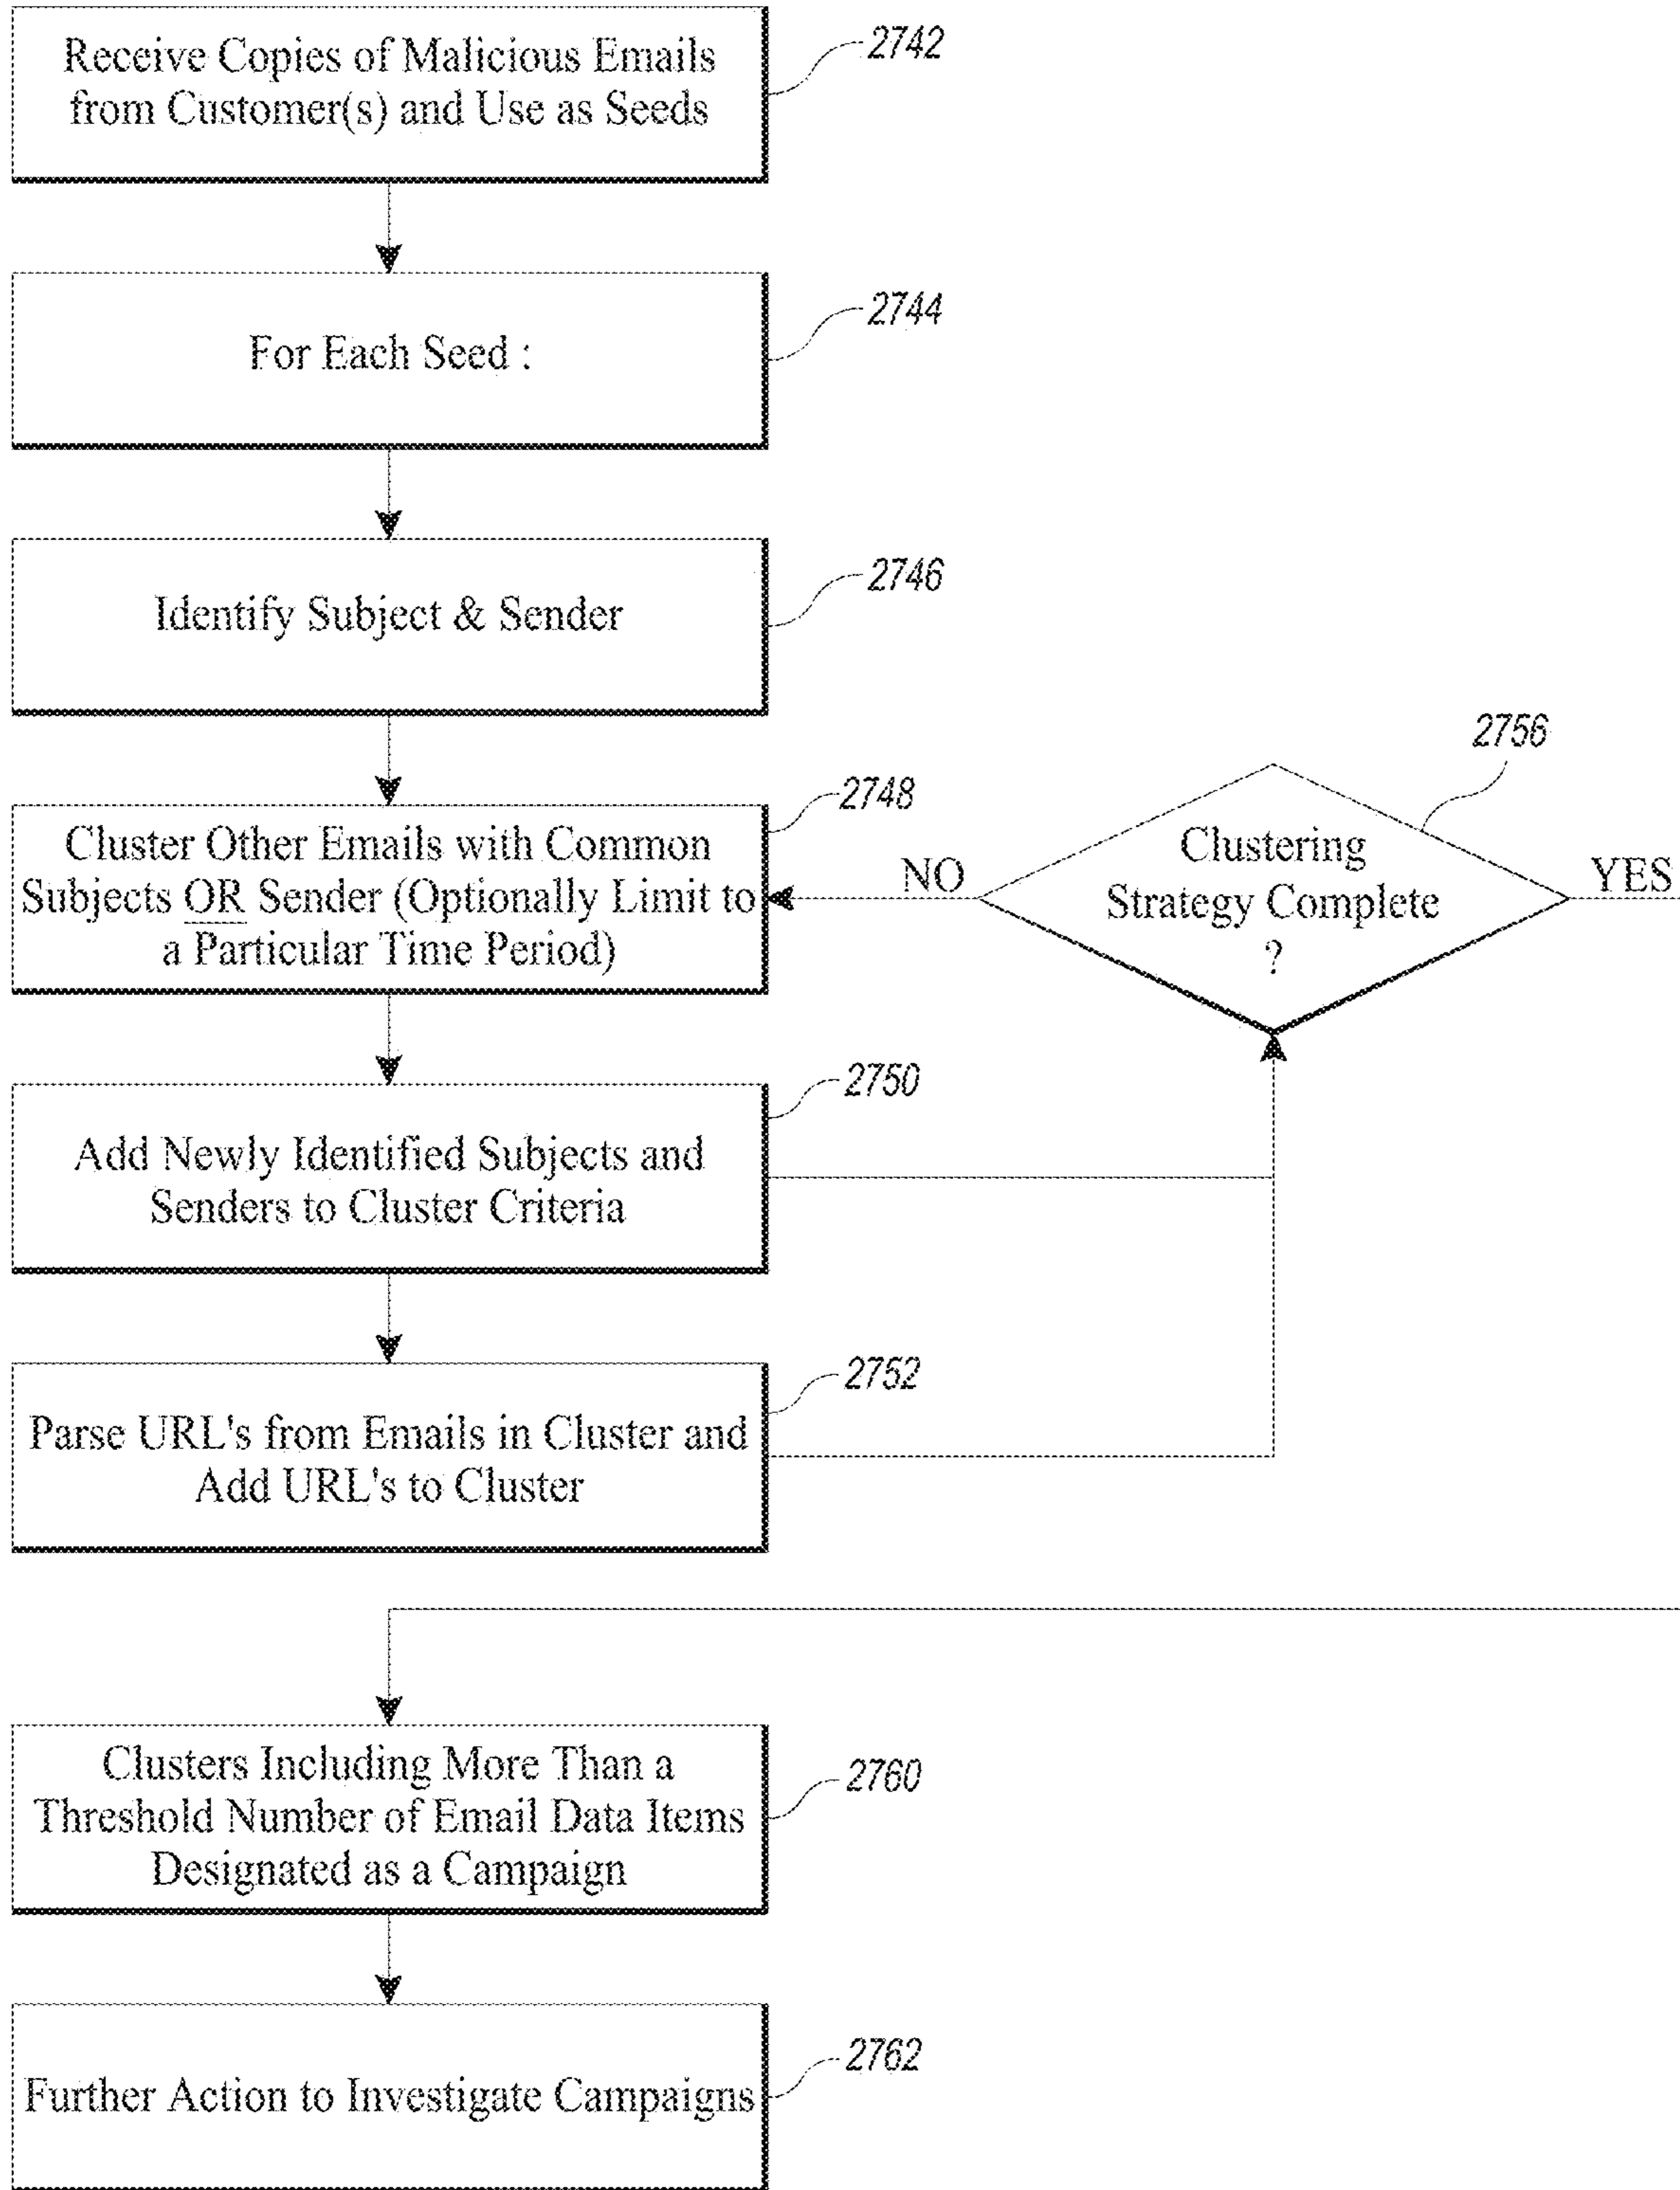 Receive Copies of Malicious Emails
from Customer(s) and Use as Seeds
2742
For Each Seed :
2744
Identify Subject & Sender
2746
Cluster Other Emails with Common
Subjects OR Sender (Optionally Limit to
a Particular Time Period)
2748
NO
Clustering
Strategy Complete
?
2756
YES
Add Newly Identified Subjects and
Senders to Cluster Criteria
2750
Parse URL's from Emails in Cluster and
Add URL's to Cluster
2752
Clusters Including More Than a
Threshold Number of Email Data Items
Designated as a Campaign
2760
Further Action to Investigate Campaigns
2762